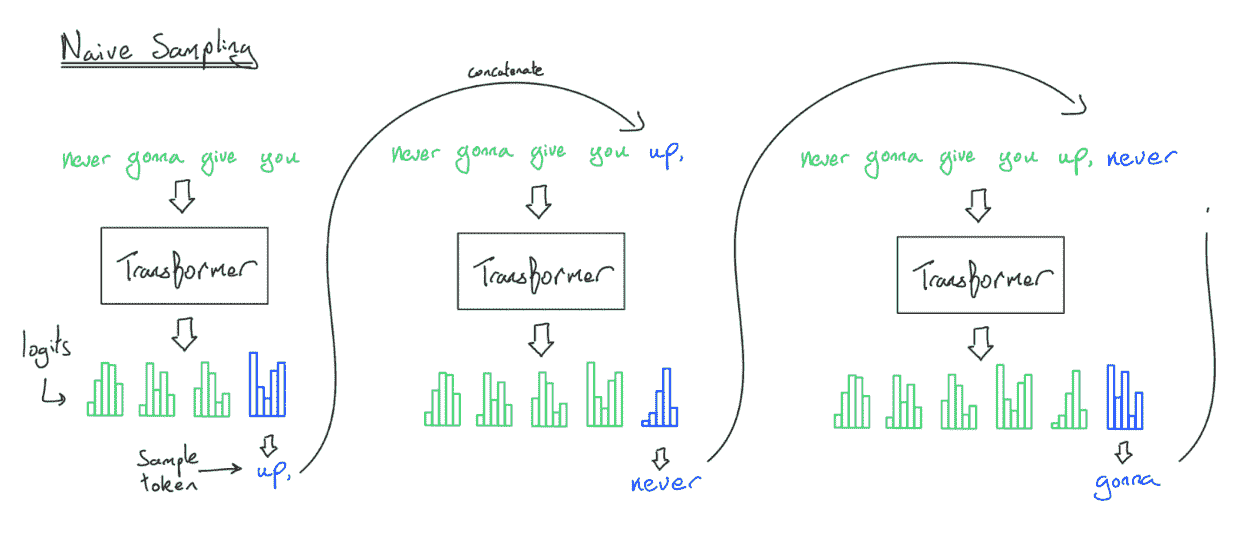 Naive Sampling
concatenate
never gonna give you
never gonna give you up,
never gonna give you up, never
Transformer
Transformer
Transformer
logits
Sample token
up,
never
gonna